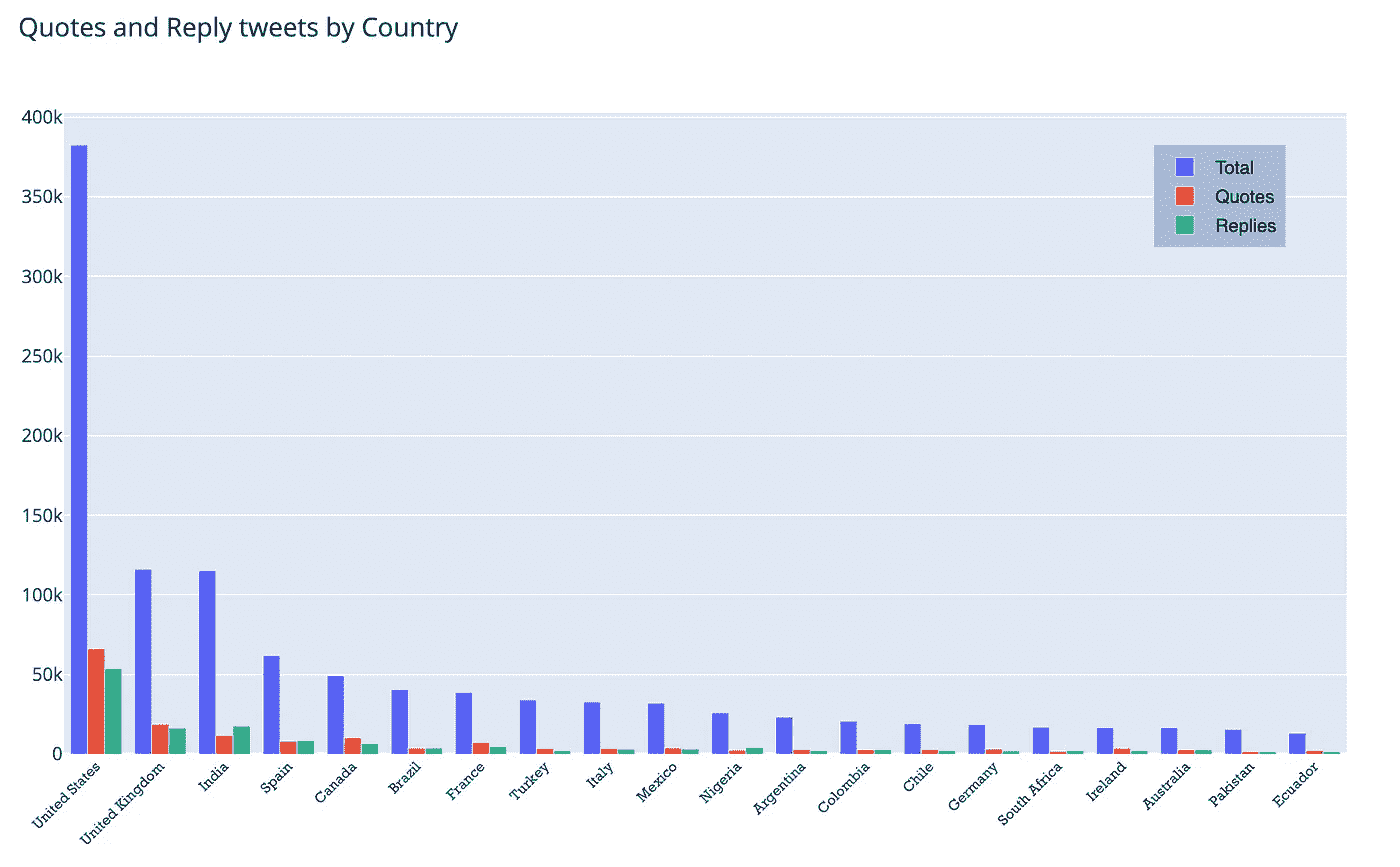 Quotes and Reply tweets by Country
400k
350k
300k
250k
200k
150k
100k
50k
0
Total
Quotes
Replies
United States
United Kingdom
India
Spain
Canada
Brazil
France
Turkey
Italy
Mexico
Nigeria
Argentina
Colombia
Chile
Germany
South Africa
Ireland
Australia
Pakistan
Ecuador